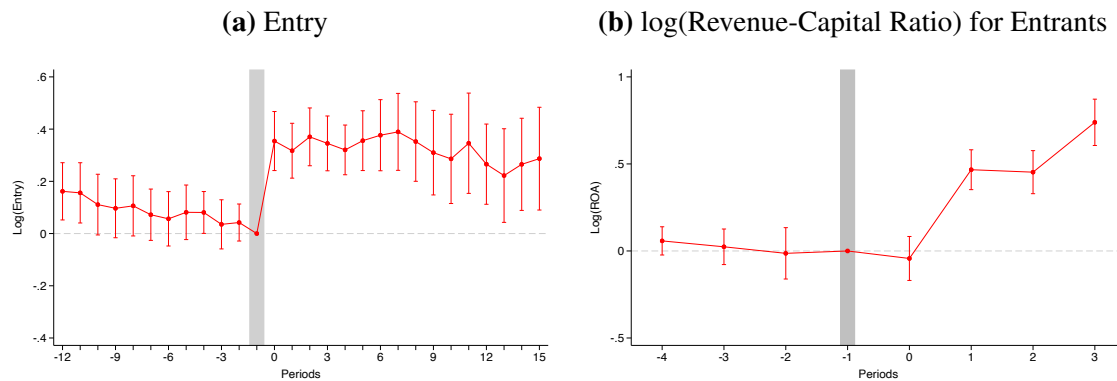 (a) Entry
.6
.4
.2
0
-.2
-.4
Log(Entry)
-12 -9 -6 -3 0 3 6 9 12 15
Periods
(b) log(Revenue-Capital Ratio) for Entrants
1
.5
0
-.5
Log(ROA)
-4 -3 -2 -1 0 1 2 3
Periods